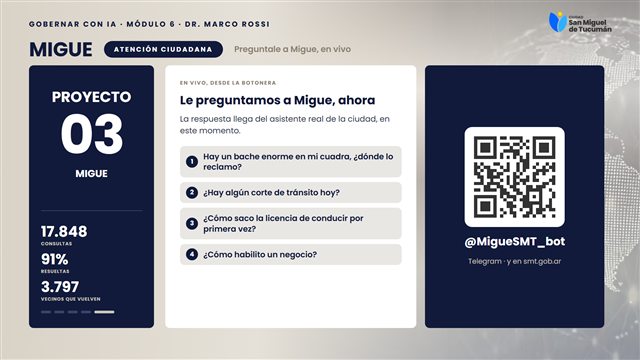 GOBERNAR CON IA · MÓDULO 6 · DR. MARCO ROSSI
CIUDAD
San Miguel
de Tucumán
MIGUE
ATENCIÓN CIUDADANA
Preguntale a Migue, en vivo
PROYECTO
03
MIGUE
17.848
CONSULTAS
91%
RESUELTAS
3.797
VECINOS QUE VUELVEN
EN VIVO, DESDE LA BOTONERA
Le preguntamos a Migue, ahora
La respuesta llega del asistente real de la ciudad, en
este momento.
1 Hay un bache enorme en mi cuadra, ¿dónde lo
reclamo?
2 ¿Hay algún corte de tránsito hoy?
3 ¿Cómo saco la licencia de conducir por
primera vez?
4 ¿Cómo habilito un negocio?
@MigueSMT_bot
Telegram · y en smt.gob.ar